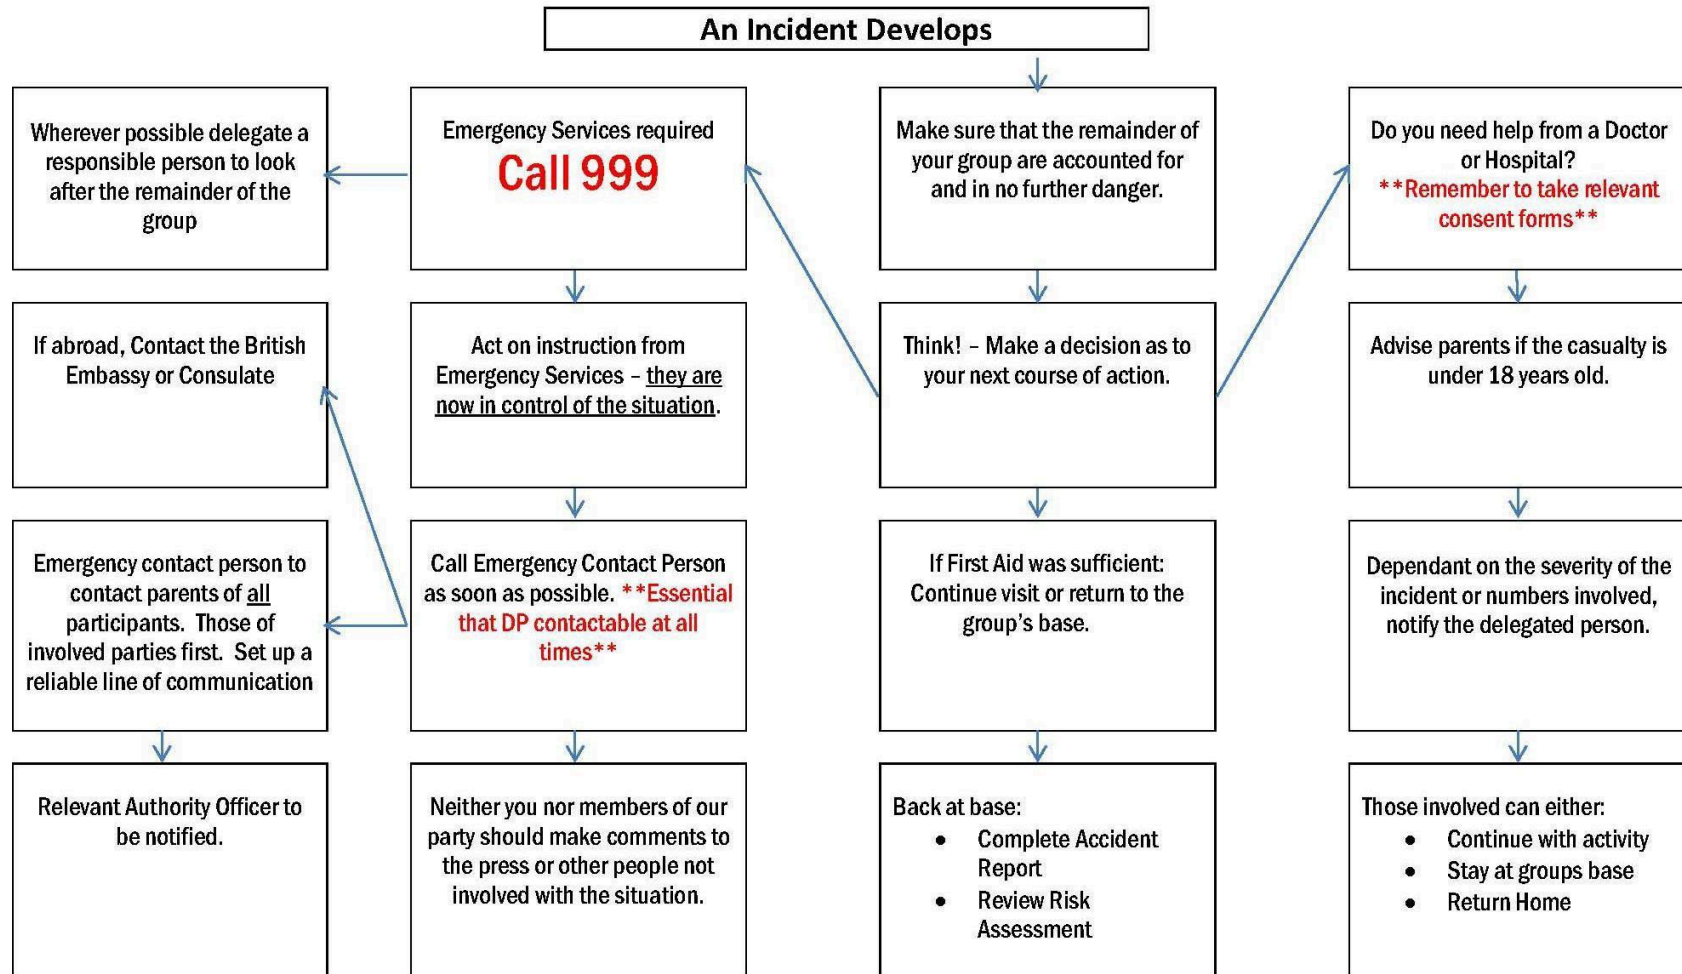 An Incident Develops
Wherever possible delegate a
responsible person to look
after the remainder of the
group
Emergency Services required
Call 999
Make sure that the remainder of
your group are accounted for
and in no further danger.
Do you need help from a Doctor
or Hospital?
**Remember to take relevant
consent forms**
If abroad, Contact the British
Embassy or Consulate
Act on instruction from
Emergency Services – they are
now in control of the situation.
Think! – Make a decision as to
your next course of action.
Advise parents if the casualty is
under 18 years old.
Emergency contact person to
contact parents of all
participants. Those of
involved parties first. Set up a
reliable line of communication
Call Emergency Contact Person
as soon as possible. **Essential
that DP contactable at all
times**
If First Aid was sufficient:
Continue visit or return to the
group's base.
Dependant on the severity of the
incident or numbers involved,
notify the delegated person.
Relevant Authority Officer to
be notified.
Neither you nor members of our
party should make comments to
the press or other people not
involved with the situation.
Back at base:
• Complete Accident
Report
• Review Risk
Assessment
Those involved can either:
• Continue with activity
• Stay at groups base
• Return Home